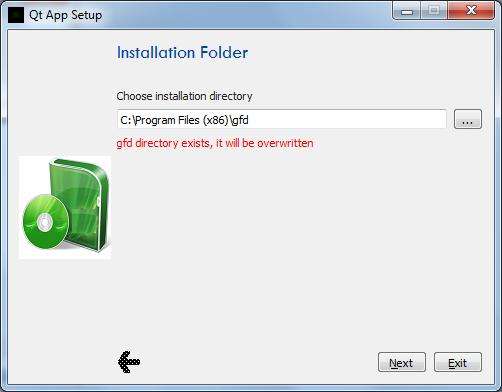 Qt App Setup
Installation Folder
Choose installation directory
C:\Program Files (x86)\gfd
...
gfd directory exists, it will be overwritten
Next
Exit